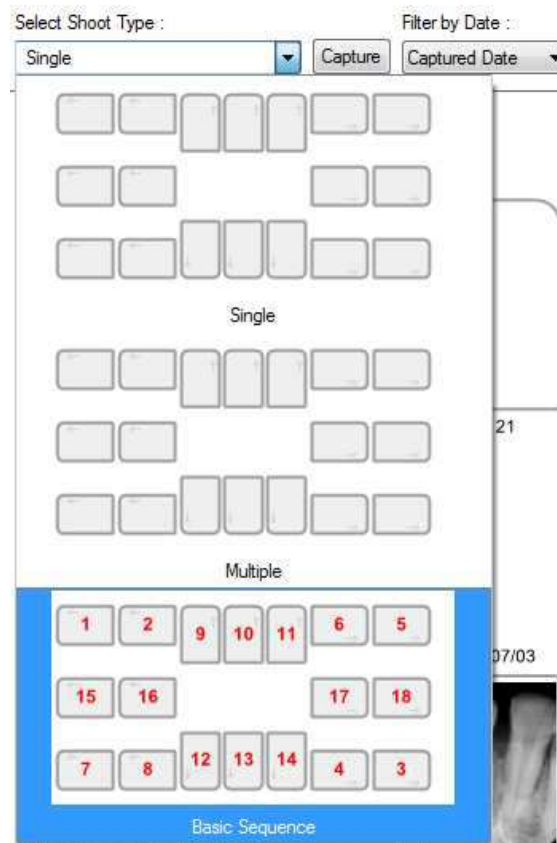 Select Shoot Type : Filter by Date :
Single Capture Captured Date
Single
21
Multiple
1 2 9 10 11 6 5
07/03
15 16 17 18
7 8 12 13 14 4 3
Basic Sequence